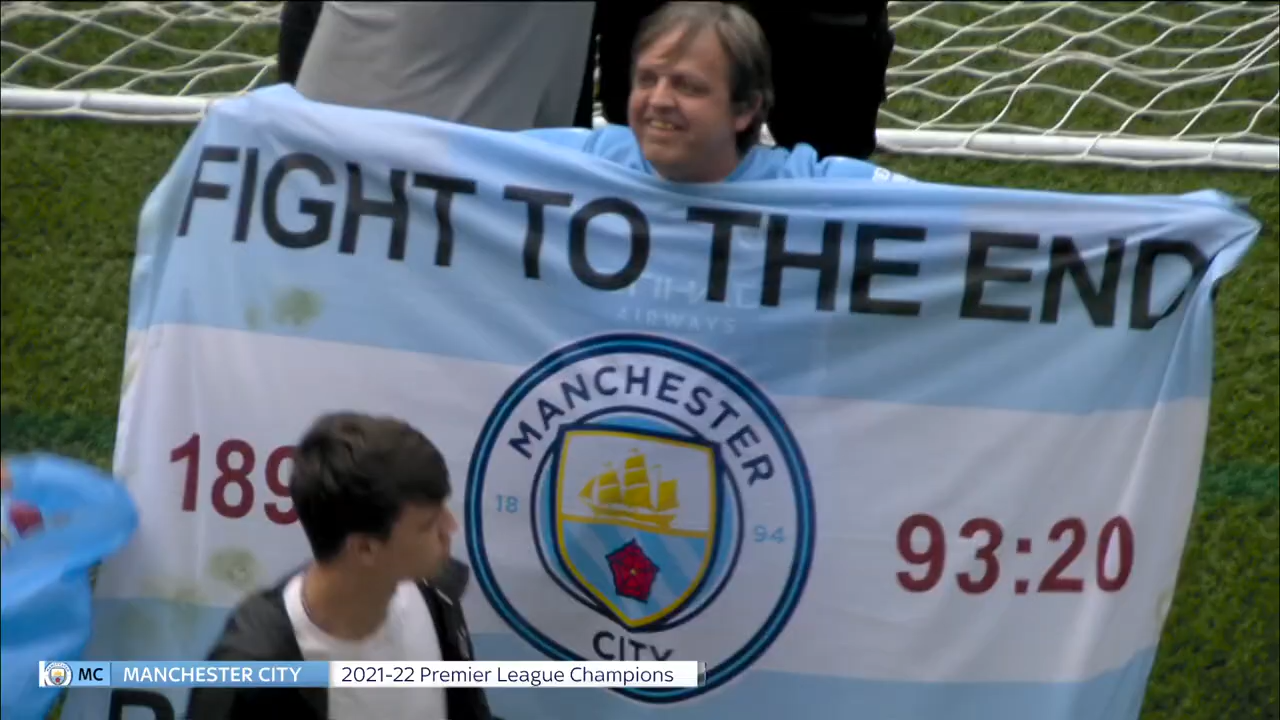 FIGHT TO THE END
AIRWAYS
MANCHESTER
18
94
CITY
189
93:20
MC
MANCHESTER CITY
2021-22 Premier League Champions